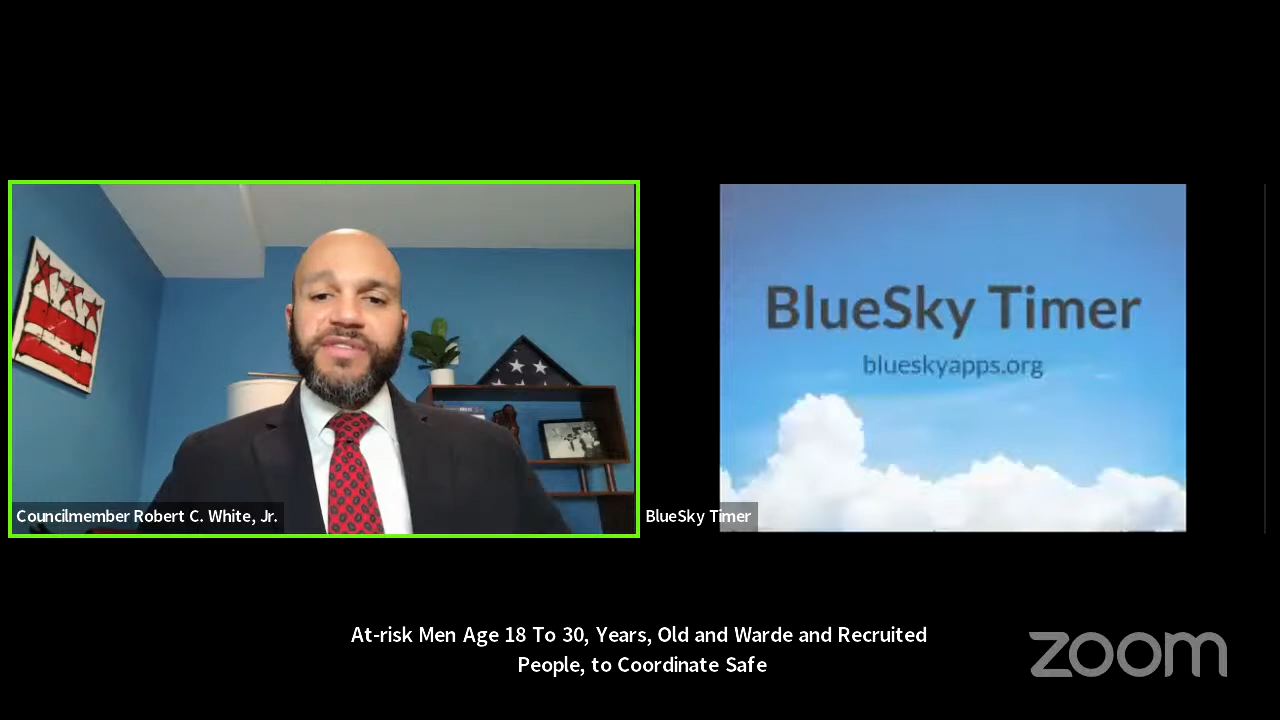 BlueSky Timer
blueskyapps.org
Councilmember Robert C. White, Jr.
BlueSky Timer
At-risk Men Age 18 To 30, Years, Old and Warde and Recruited
People, to Coordinate Safe
zoom